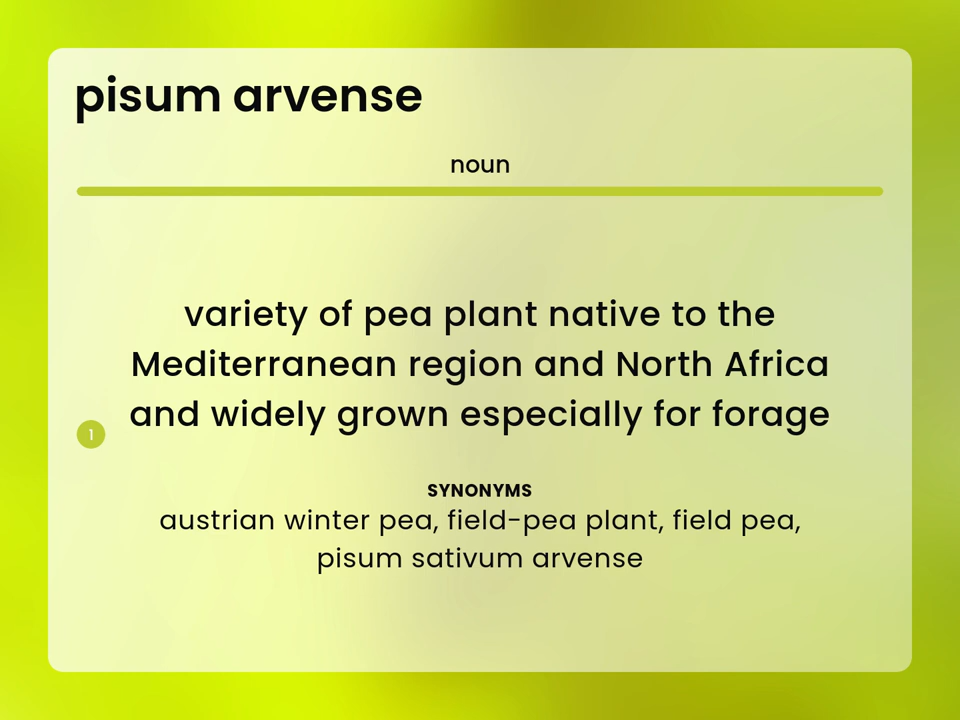 pisum arvense
noun
variety of pea plant native to the
Mediterranean region and North Africa
and widely grown especially for forage
1
SYNONYMS
austrian winter pea, field-pea plant, field pea,
pisum sativum arvense